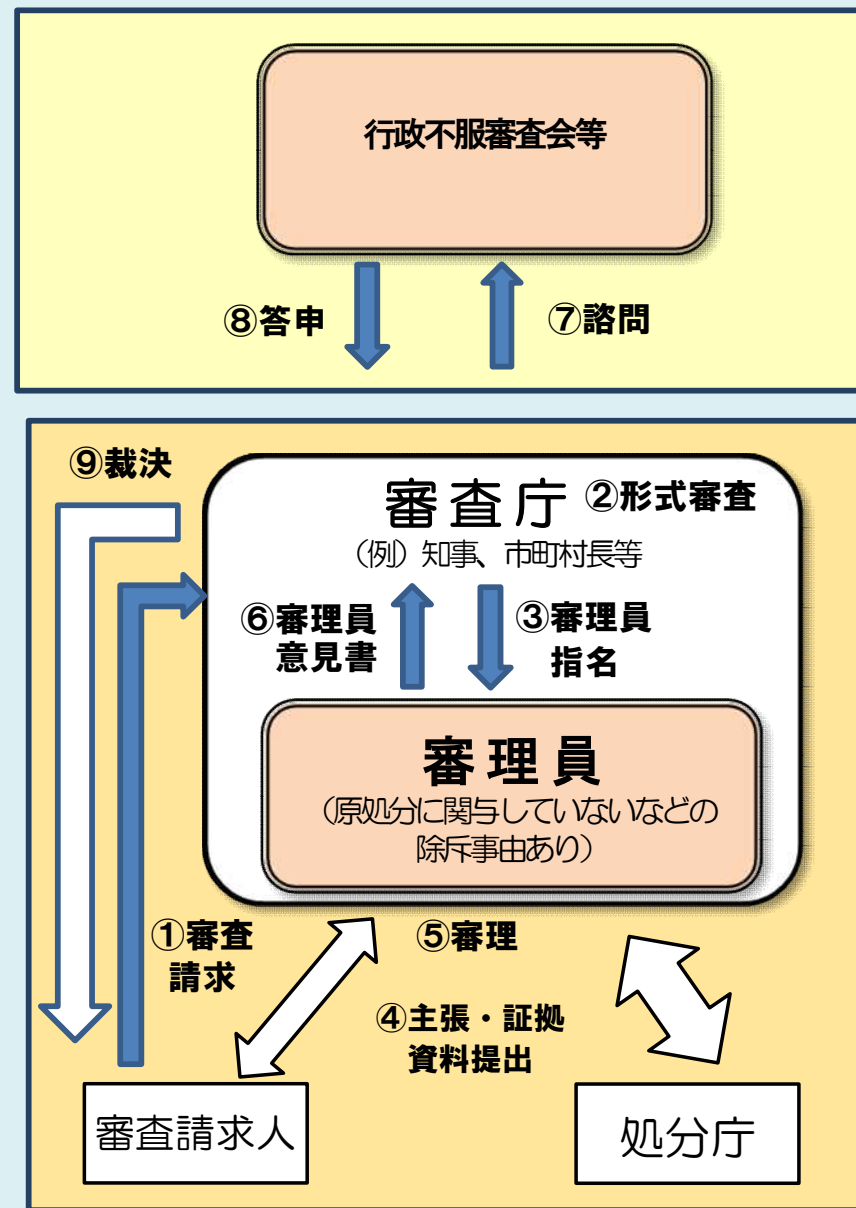 行政不服審査会等
⑧答申
⑦諮問
⑨裁決
審査庁
②形式審査
（例）知事、市町村長等
⑥審理員
意見書
③審理員
指名
審理員
（原処分に関与していないなどの
除斥事由あり）
①審査
請求
⑤審理
④主張・証拠
資料提出
審査請求人
処分庁